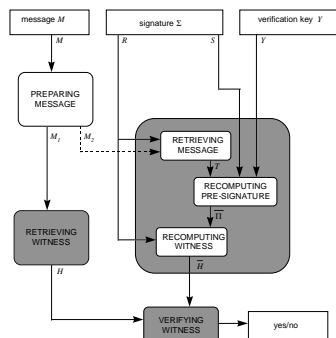 message M
signature Σ
verification key Y
M
R
S
Y
PREPARING
MESSAGE
M1
M2
RETRIEVING
MESSAGE
T
RECOMPUTING
PRE-SIGNATURE
Π̅
RETRIEVING
WITNESS
RECOMPUTING
WITNESS
H
H̅
VERIFYING
WITNESS
yes/no